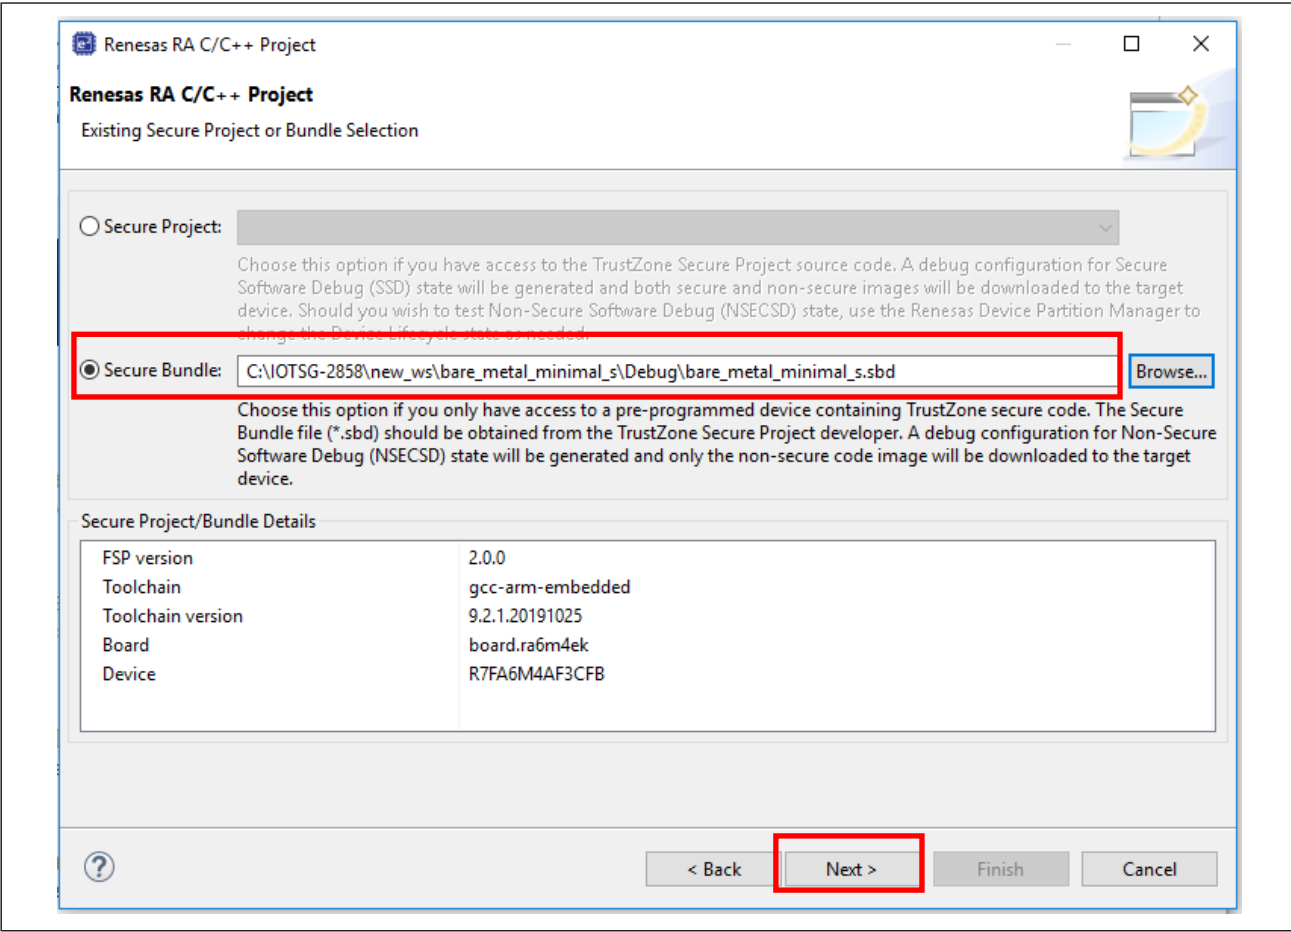 Renesas RA C/C++ Project
Renesas RA C/C++ Project
Existing Secure Project or Bundle Selection
Secure Project:
Choose this option if you have access to the TrustZone Secure Project source code. A debug configuration for Secure
Software Debug (SSD) state will be generated and both secure and non-secure images will be downloaded to the target
device. Should you wish to test Non-Secure Software Debug (NSECSD) state, use the Renesas Device Partition Manager to
change the Device Lifecycle state as needed.
Secure Bundle: C:\IOTSG-2858\new_ws\bare_metal_minimal_s\Debug\bare_metal_minimal_s.sbd Browse...
Choose this option if you only have access to a pre-programmed device containing TrustZone secure code. The Secure
Bundle file (*.sbd) should be obtained from the TrustZone Secure Project developer. A debug configuration for Non-Secure
Software Debug (NSECSD) state will be generated and only the non-secure code image will be downloaded to the target
device.
Secure Project/Bundle Details
FSP version 2.0.0
Toolchain gcc-arm-embedded
Toolchain version 9.2.1.20191025
Board board.ra6m4ek
Device R7FA6M4AF3CFB
? < Back Next > Finish Cancel